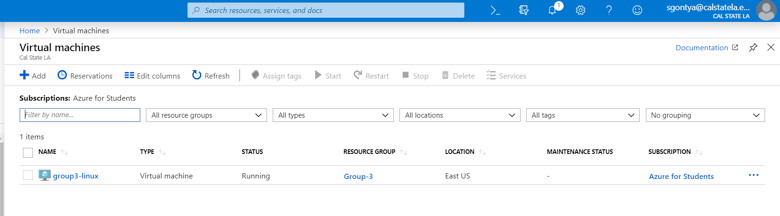 Search resources, services, and docs
1
sgontya@calstatela.e...
CAL STATE LA
Home > Virtual machines
Virtual machines
Cal State LA
Documentation
Add Reservations Edit columns Refresh Assign tags Start Restart Stop Delete Services
Subscriptions: Azure for Students
Filter by name... All resource groups All types All locations All tags No grouping
1 items
NAME TYPE STATUS RESOURCE GROUP LOCATION MAINTENANCE STATUS SUBSCRIPTION
group3-linux Virtual machine Running Group-3 East US - Azure for Students ...